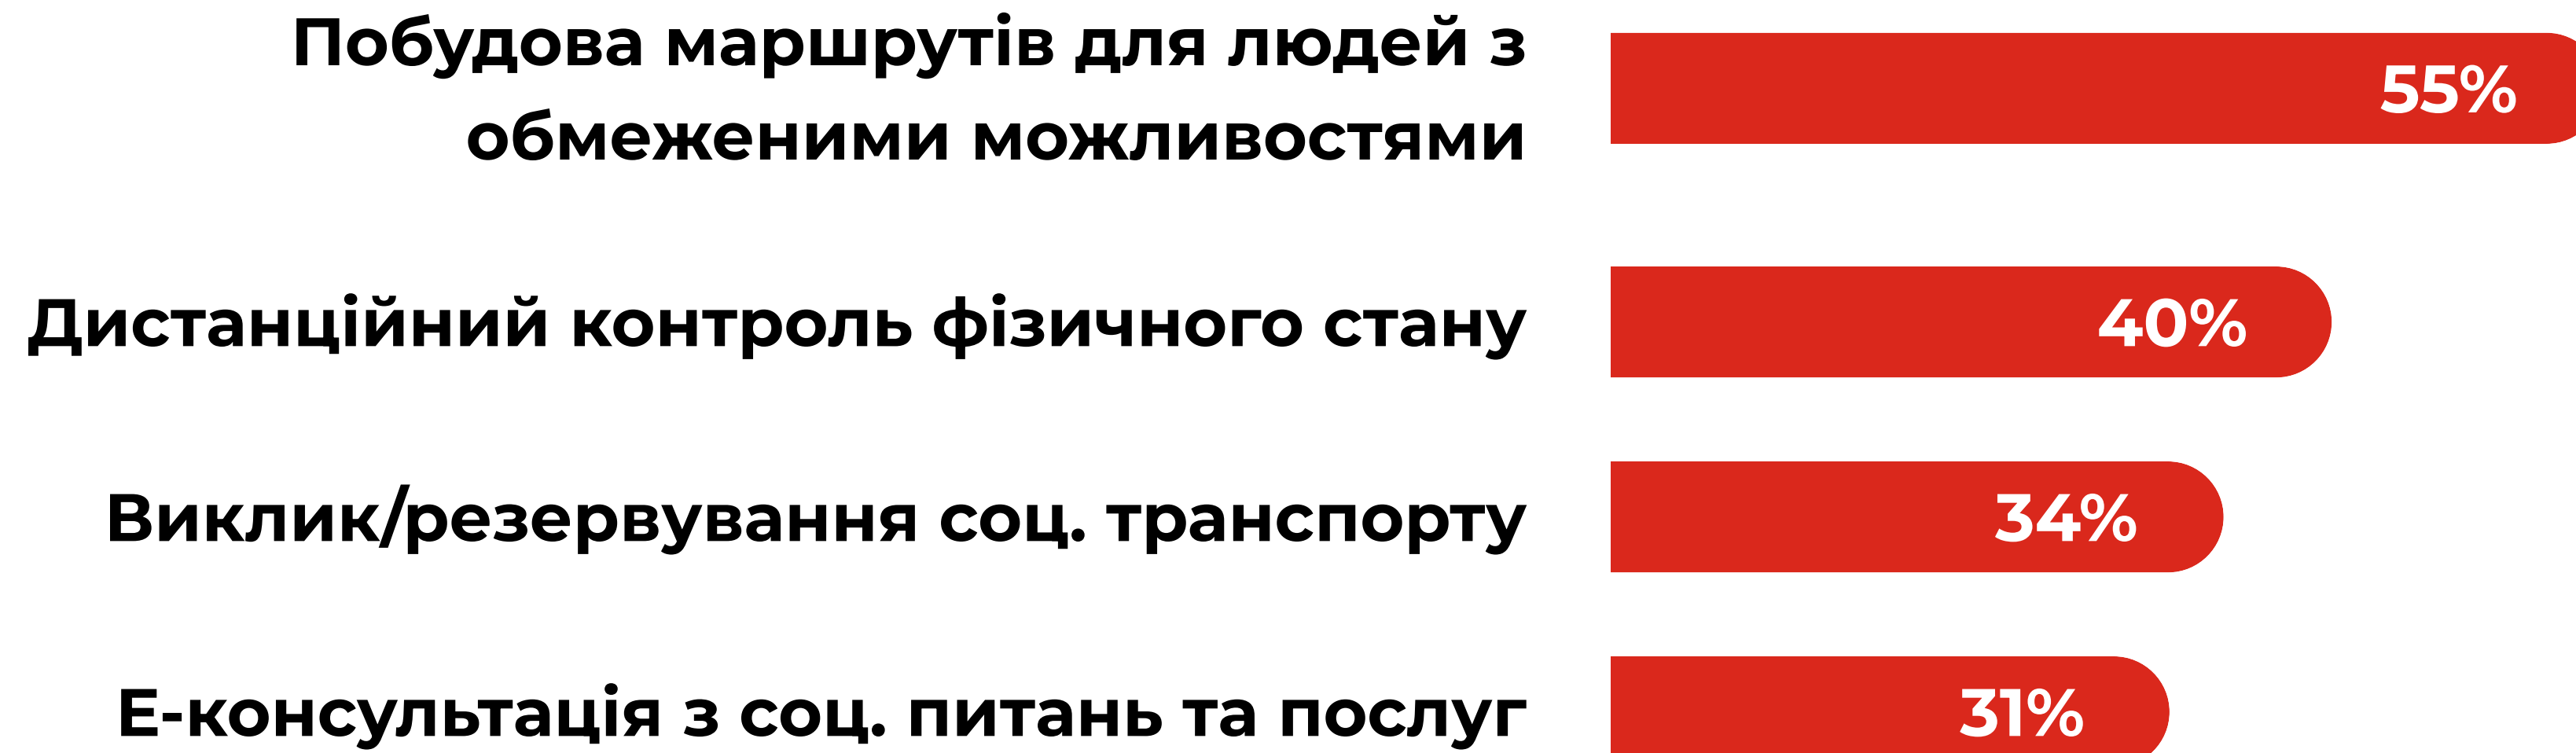 Побудова маршрутів для людей з
обмеженими можливостями
55%
Дистанційний контроль фізичного стану
40%
Виклик/резервування соц. транспорту
34%
Е-консультація з соц. питань та послуг
31%